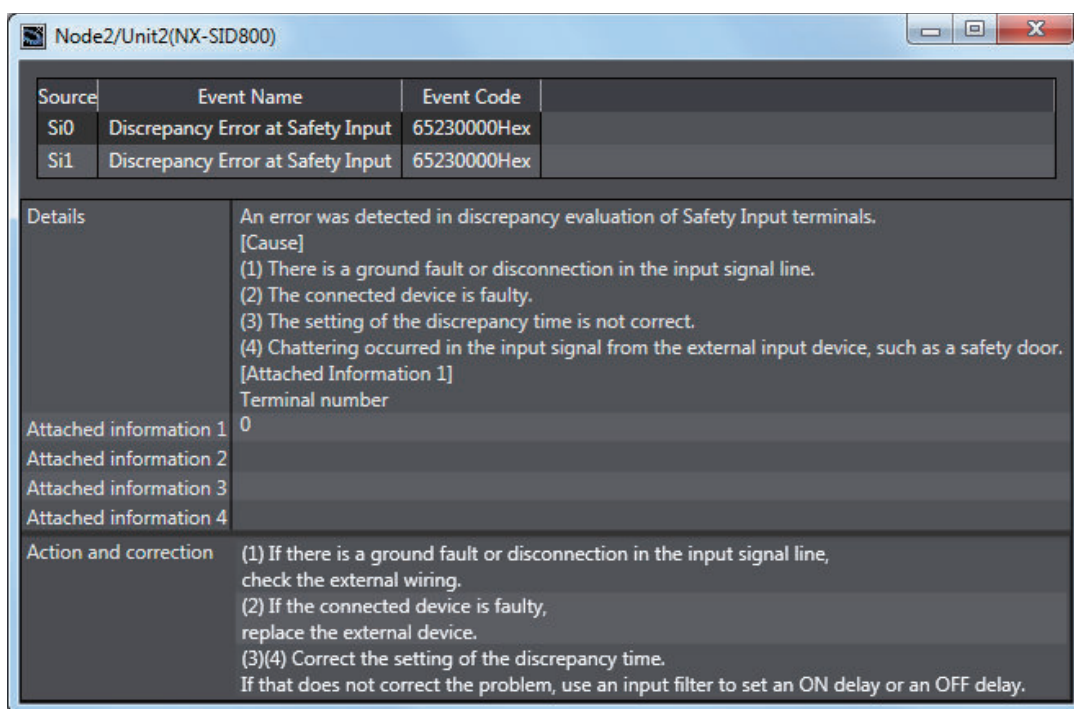 Node2/Unit2(NX-SID800)
Source Event Name Event Code
Si0 Discrepancy Error at Safety Input 65230000Hex
Si1 Discrepancy Error at Safety Input 65230000Hex
Details An error was detected in discrepancy evaluation of Safety Input terminals.
[Cause]
(1) There is a ground fault or disconnection in the input signal line.
(2) The connected device is faulty.
(3) The setting of the discrepancy time is not correct.
(4) Chattering occurred in the input signal from the external input device, such as a safety door.
[Attached Information 1]
Terminal number
Attached information 1 0
Attached information 2
Attached information 3
Attached information 4
Action and correction (1) If there is a ground fault or disconnection in the input signal line,
check the external wiring.
(2) If the connected device is faulty,
replace the external device.
(3)(4) Correct the setting of the discrepancy time.
If that does not correct the problem, use an input filter to set an ON delay or an OFF delay.